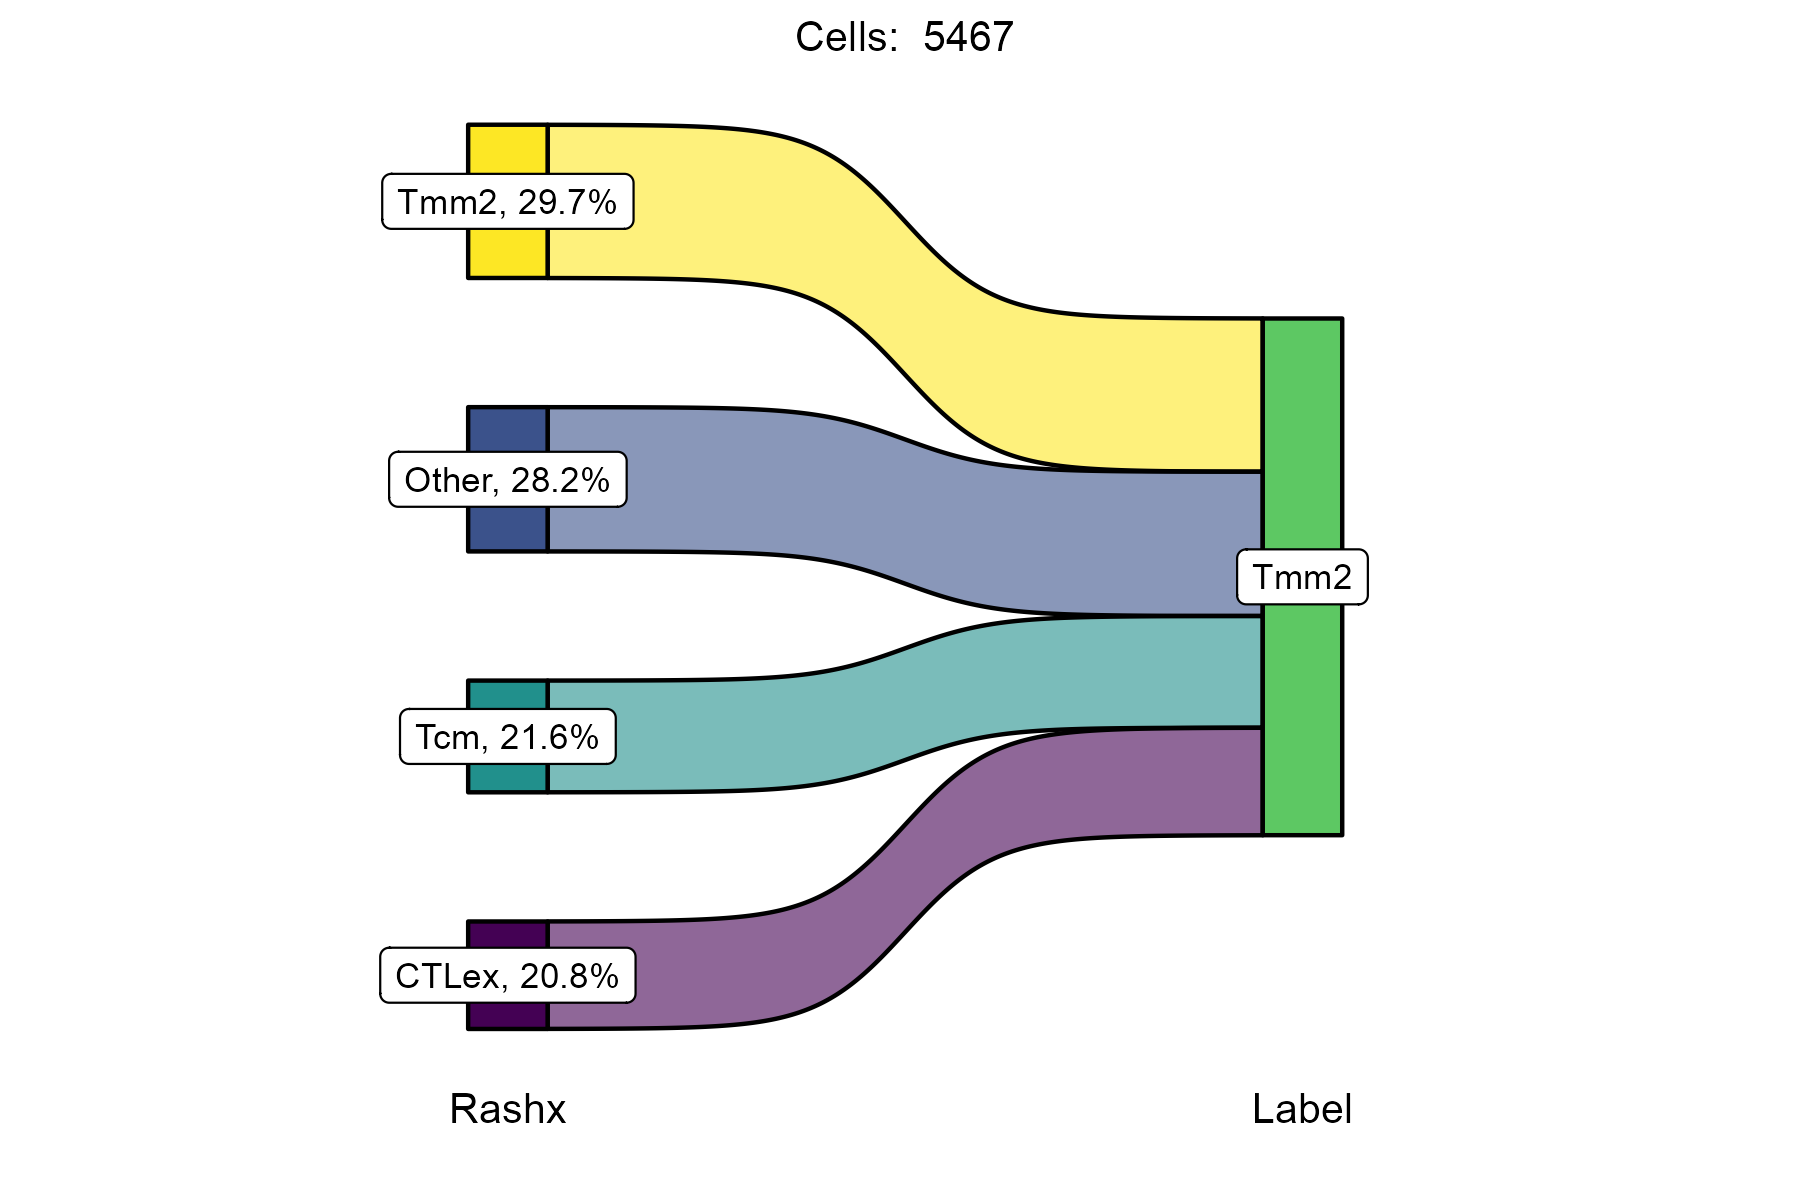 Cells:  5467
Tmm2, 29.7%
Other, 28.2%
Tmm2
Tcm, 21.6%
CTLex, 20.8%
Rashx
Label